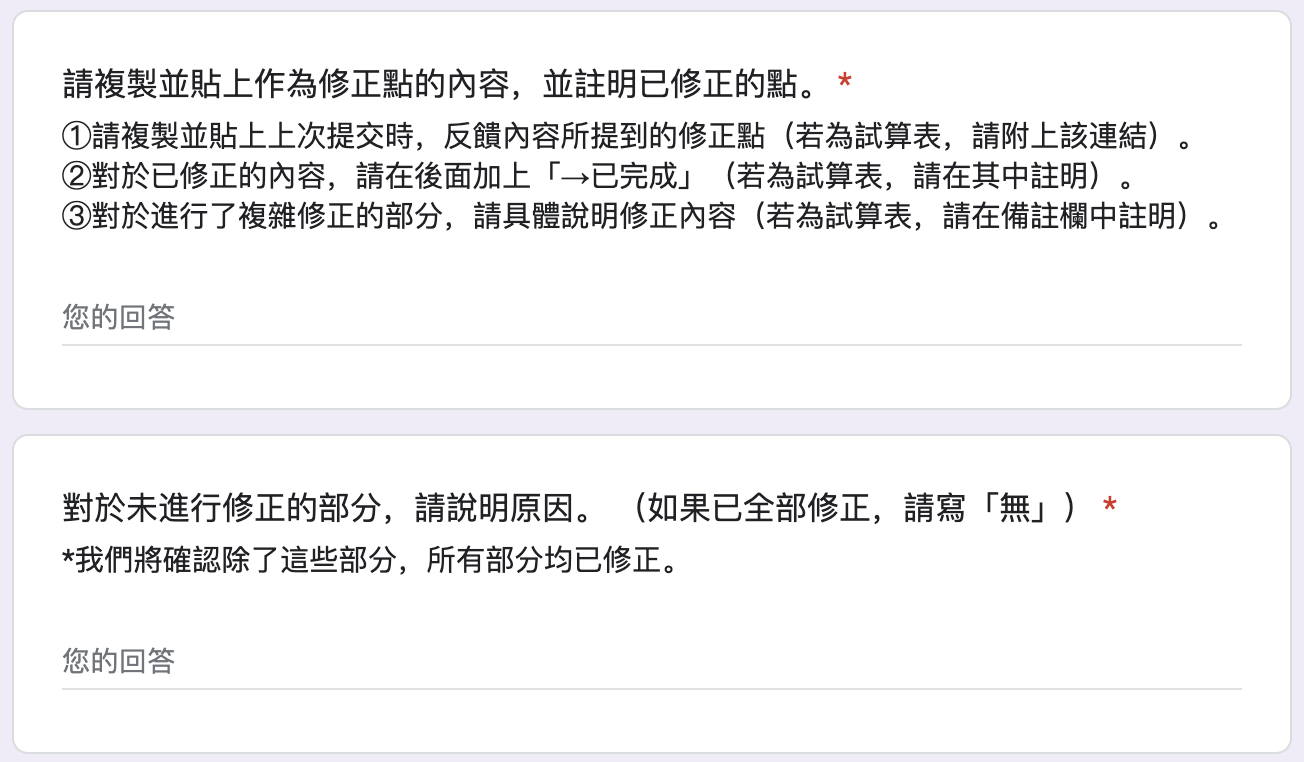 請複製並貼上作為修正點的內容，並註明已修正的點。 *
①請複製並貼上上次提交時，反饋內容所提到的修正點（若為試算表，請附上該連結）。
②對於已修正的內容，請在後面加上「→已完成」（若為試算表，請在其中註明）。
③對於進行了複雜修正的部分，請具體說明修正內容（若為試算表，請在備註欄中註明）。
您的回答
對於未進行修正的部分，請說明原因。 （如果已全部修正，請寫「無」） *
*我們將確認除了這些部分，所有部分均已修正。
您的回答